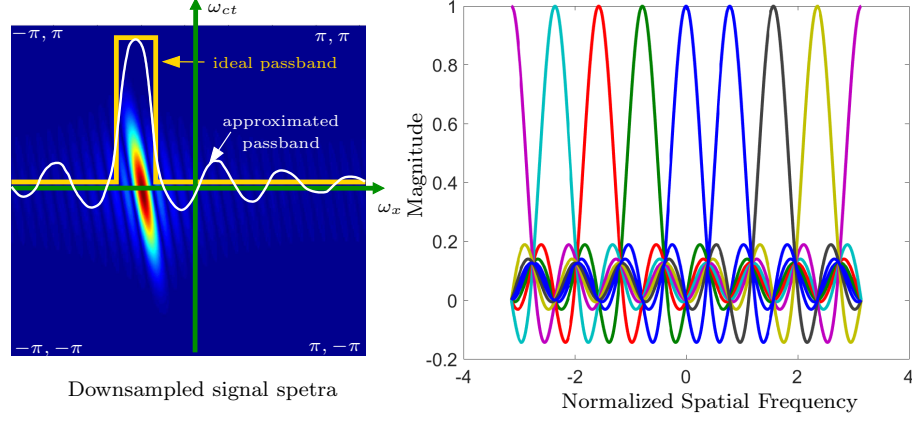 ω_ct
−π, π
π, π
ideal passband
approximated
passband
ω_x
−π, −π
π, −π
Downsampled signal spetra
1
0.8
0.6
0.4
0.2
0
-0.2
Magnitude
-4
-2
0
2
4
Normalized Spatial Frequency